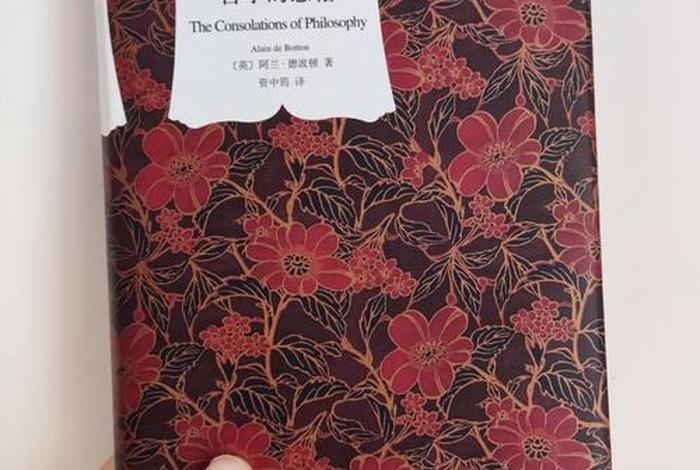 The Consolations of Philosophy
Alain de Botton
〔英〕阿兰·德波顿 著
资中筠 译